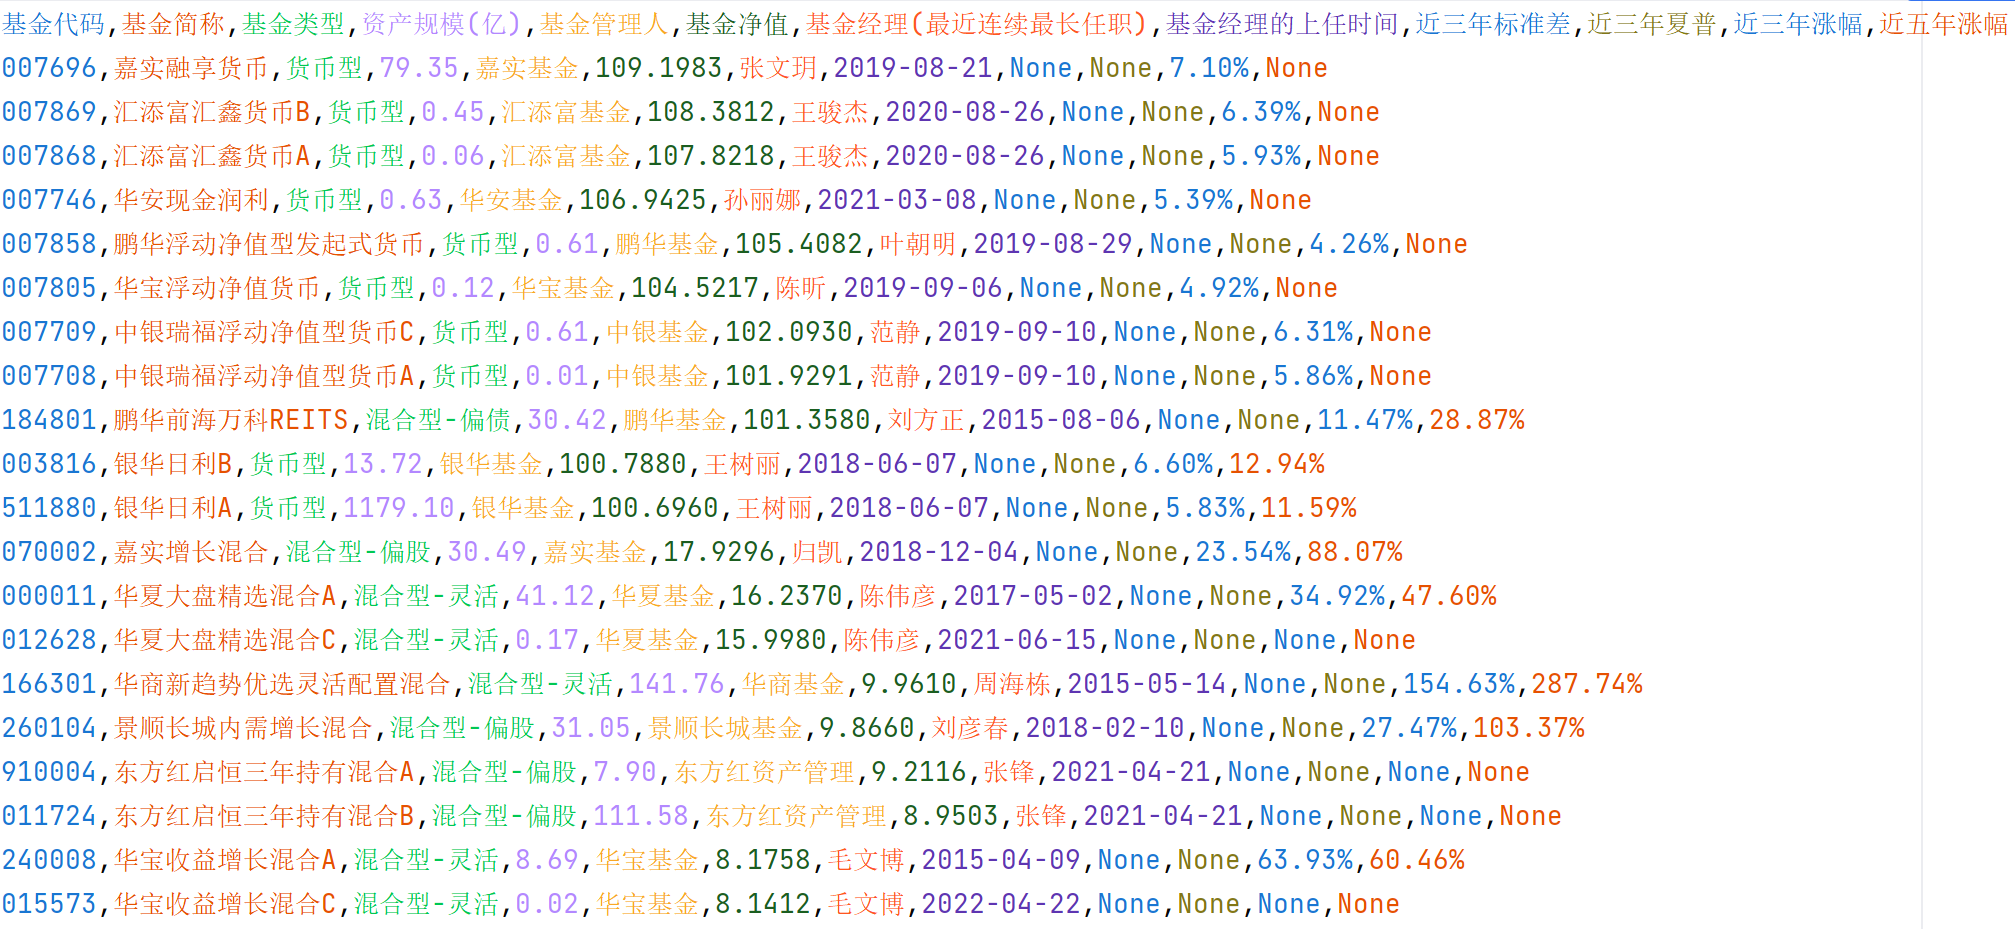 基金代码,基金简称,基金类型,资产规模(亿),基金管理人,基金净值,基金经理(最近连续最长任职),基金经理的上任时间,近三年标准差,近三年夏普,近三年涨幅,近五年涨幅
007696,嘉实融享货币,货币型,79.35,嘉实基金,109.1983,张文玥,2019-08-21,None,None,7.10%,None
007869,汇添富汇鑫货币B,货币型,0.45,汇添富基金,108.3812,王骏杰,2020-08-26,None,None,6.39%,None
007868,汇添富汇鑫货币A,货币型,0.06,汇添富基金,107.8218,王骏杰,2020-08-26,None,None,5.93%,None
007746,华安现金润利,货币型,0.63,华安基金,106.9425,孙丽娜,2021-03-08,None,None,5.39%,None
007858,鹏华浮动净值型发起式货币,货币型,0.61,鹏华基金,105.4082,叶朝明,2019-08-29,None,None,4.26%,None
007805,华宝浮动净值货币,货币型,0.12,华宝基金,104.5217,陈昕,2019-09-06,None,None,4.92%,None
007709,中银瑞福浮动净值型货币C,货币型,0.61,中银基金,102.0930,范静,2019-09-10,None,None,6.31%,None
007708,中银瑞福浮动净值型货币A,货币型,0.01,中银基金,101.9291,范静,2019-09-10,None,None,5.86%,None
184801,鹏华前海万科REITS,混合型-偏债,30.42,鹏华基金,101.3580,刘方正,2015-08-06,None,None,11.47%,28.87%
003816,银华日利B,货币型,13.72,银华基金,100.7880,王树丽,2018-06-07,None,None,6.60%,12.94%
511880,银华日利A,货币型,1179.10,银华基金,100.6960,王树丽,2018-06-07,None,None,5.83%,11.59%
070002,嘉实增长混合,混合型-偏股,30.49,嘉实基金,17.9296,归凯,2018-12-04,None,None,23.54%,88.07%
000011,华夏大盘精选混合A,混合型-灵活,41.12,华夏基金,16.2370,陈伟彦,2017-05-02,None,None,34.92%,47.60%
012628,华夏大盘精选混合C,混合型-灵活,0.17,华夏基金,15.9980,陈伟彦,2021-06-15,None,None,None,None
166301,华商新趋势优选灵活配置混合,混合型-灵活,141.76,华商基金,9.9610,周海栋,2015-05-14,None,None,154.63%,287.74%
260104,景顺长城内需增长混合,混合型-偏股,31.05,景顺长城基金,9.8660,刘彦春,2018-02-10,None,None,27.47%,103.37%
910004,东方红启恒三年持有混合A,混合型-偏股,7.90,东方红资产管理,9.2116,张锋,2021-04-21,None,None,None,None
011724,东方红启恒三年持有混合B,混合型-偏股,111.58,东方红资产管理,8.9503,张锋,2021-04-21,None,None,None,None
240008,华宝收益增长混合A,混合型-灵活,8.69,华宝基金,8.1758,毛文博,2015-04-09,None,None,63.93%,60.46%
015573,华宝收益增长混合C,混合型-灵活,0.02,华宝基金,8.1412,毛文博,2022-04-22,None,None,None,None